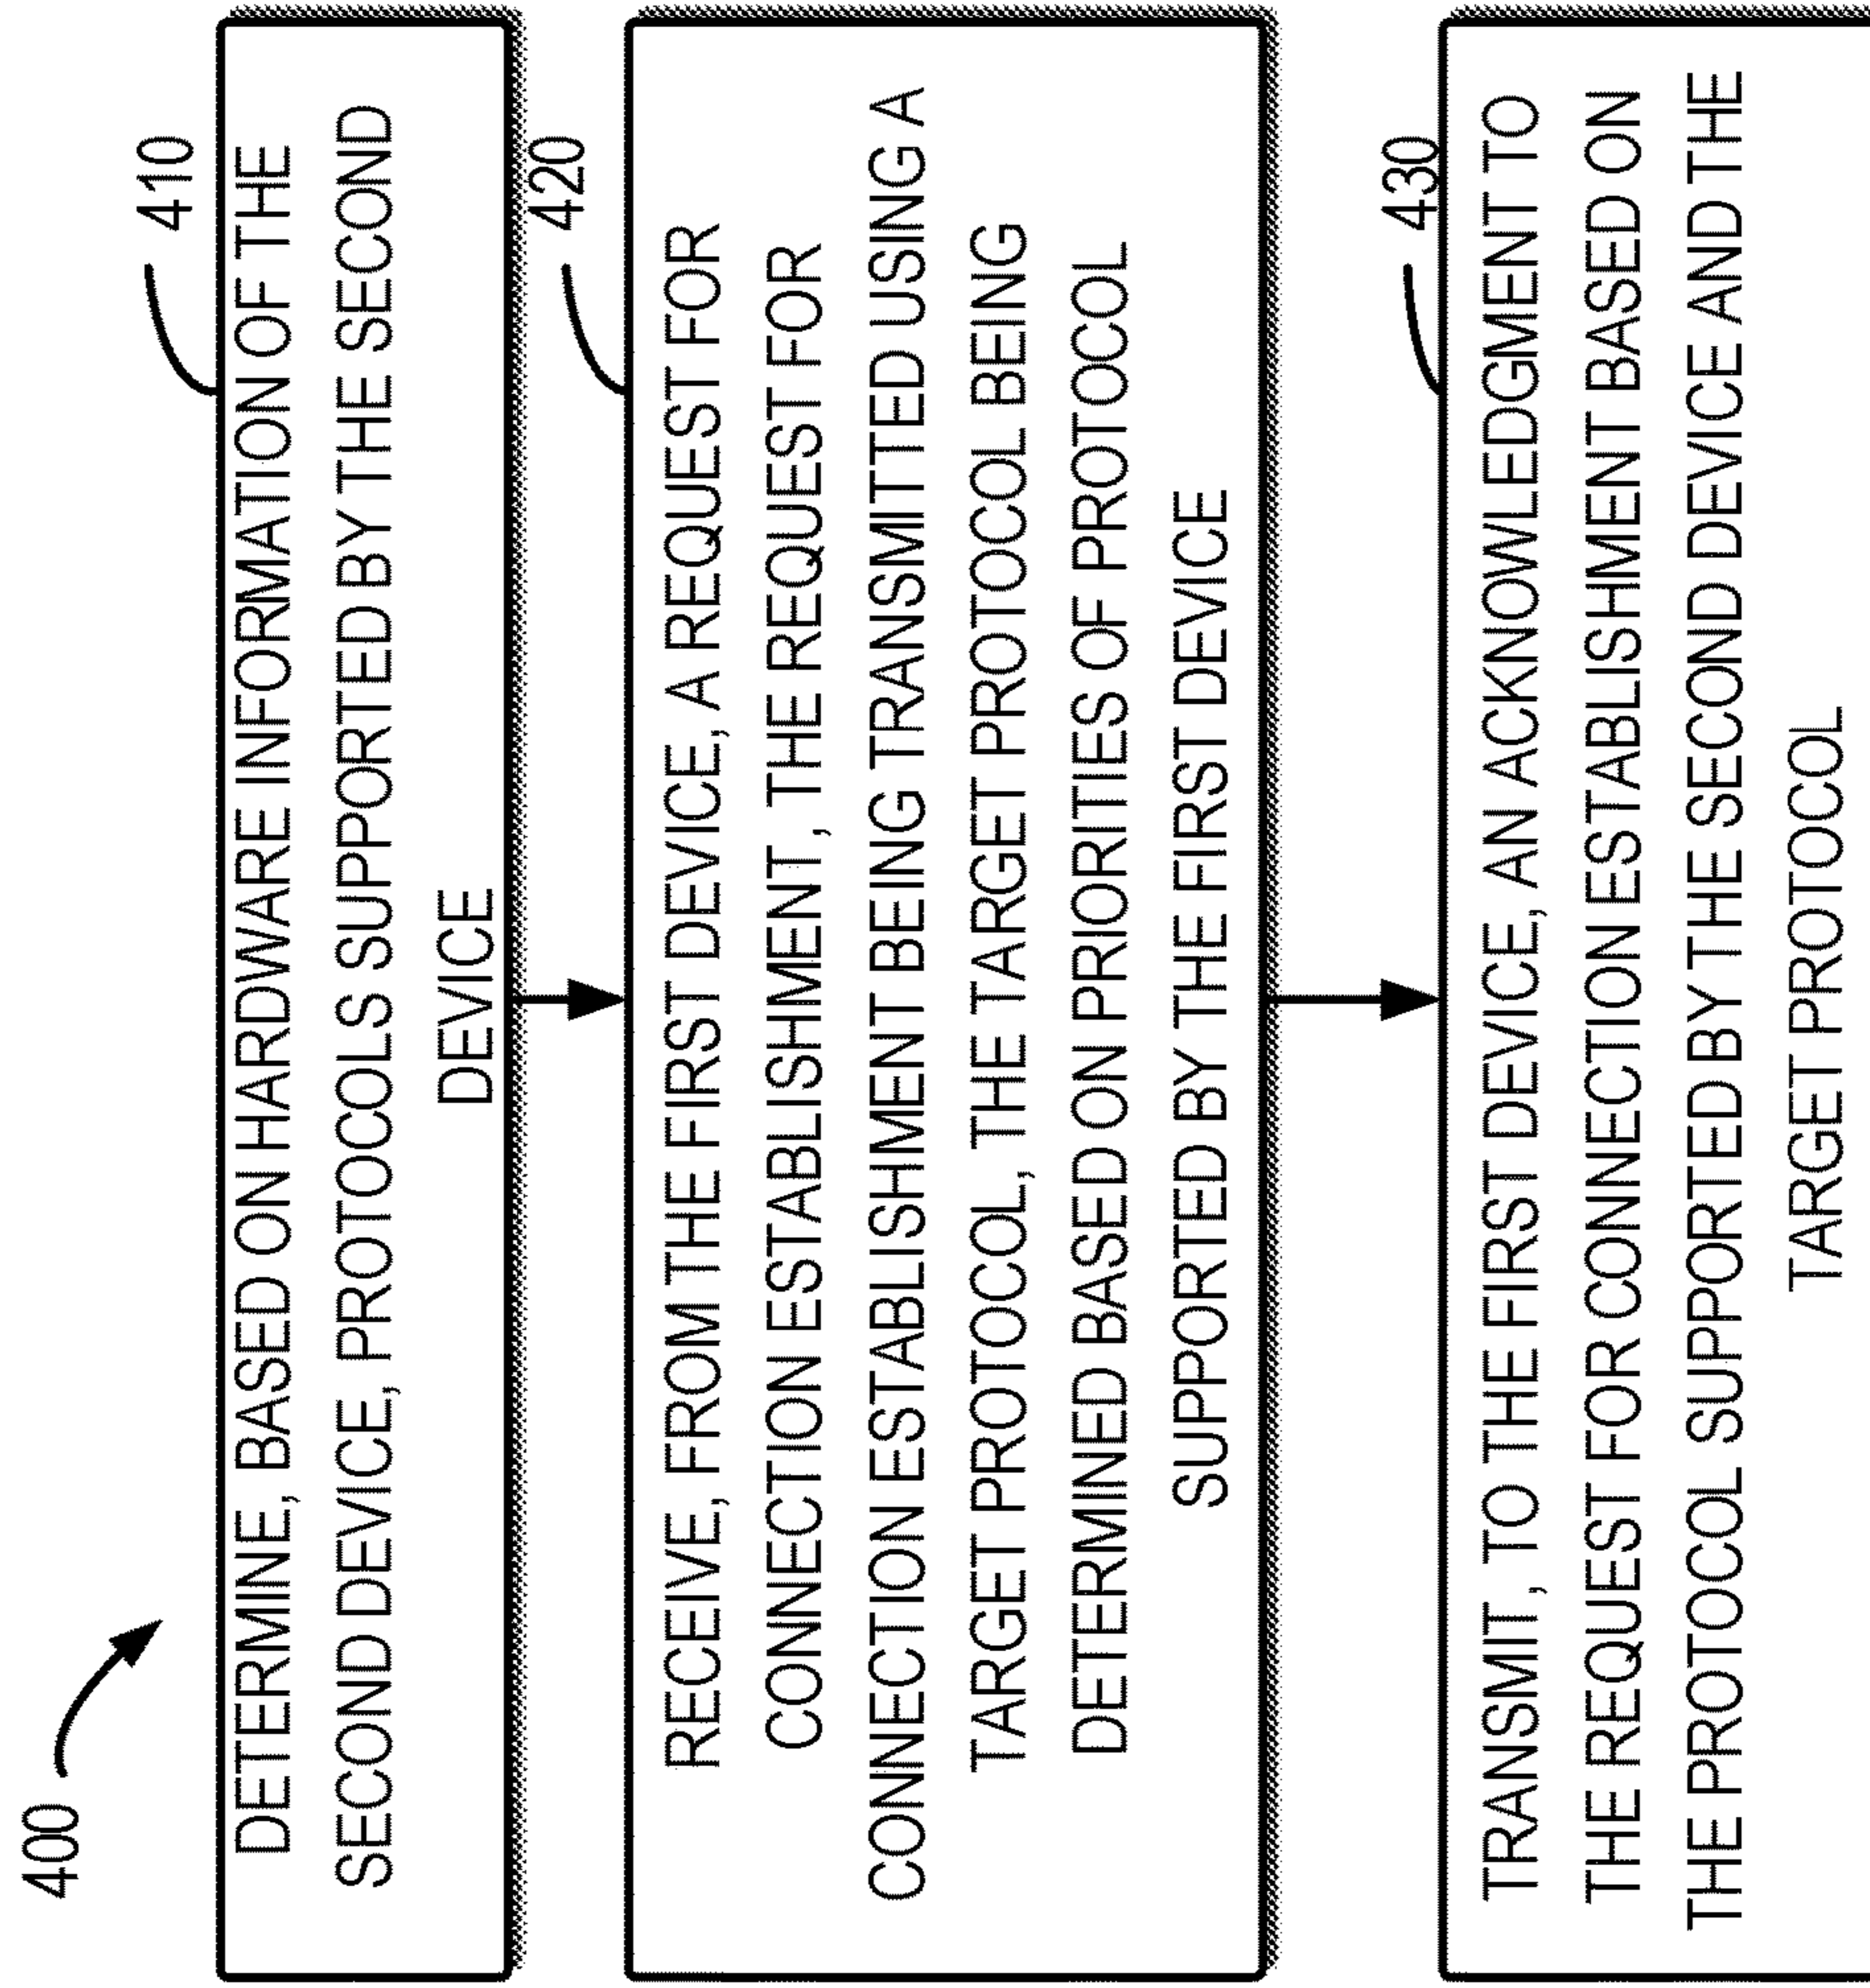 400
410
DETERMINE, BASED ON HARDWARE INFORMATION OF THE
SECOND DEVICE, PROTOCOLS SUPPORTED BY THE SECOND
DEVICE
420
RECEIVE, FROM THE FIRST DEVICE, A REQUEST FOR
CONNECTION ESTABLISHMENT, THE REQUEST FOR
CONNECTION ESTABLISHMENT BEING TRANSMITTED USING A
TARGET PROTOCOL, THE TARGET PROTOCOL BEING
DETERMINED BASED ON PRIORITIES OF PROTOCOL
SUPPORTED BY THE FIRST DEVICE
430
TRANSMIT, TO THE FIRST DEVICE, AN ACKNOWLEDGMENT TO
THE REQUEST FOR CONNECTION ESTABLISHMENT BASED ON
THE PROTOCOL SUPPORTED BY THE SECOND DEVICE AND THE
TARGET PROTOCOL